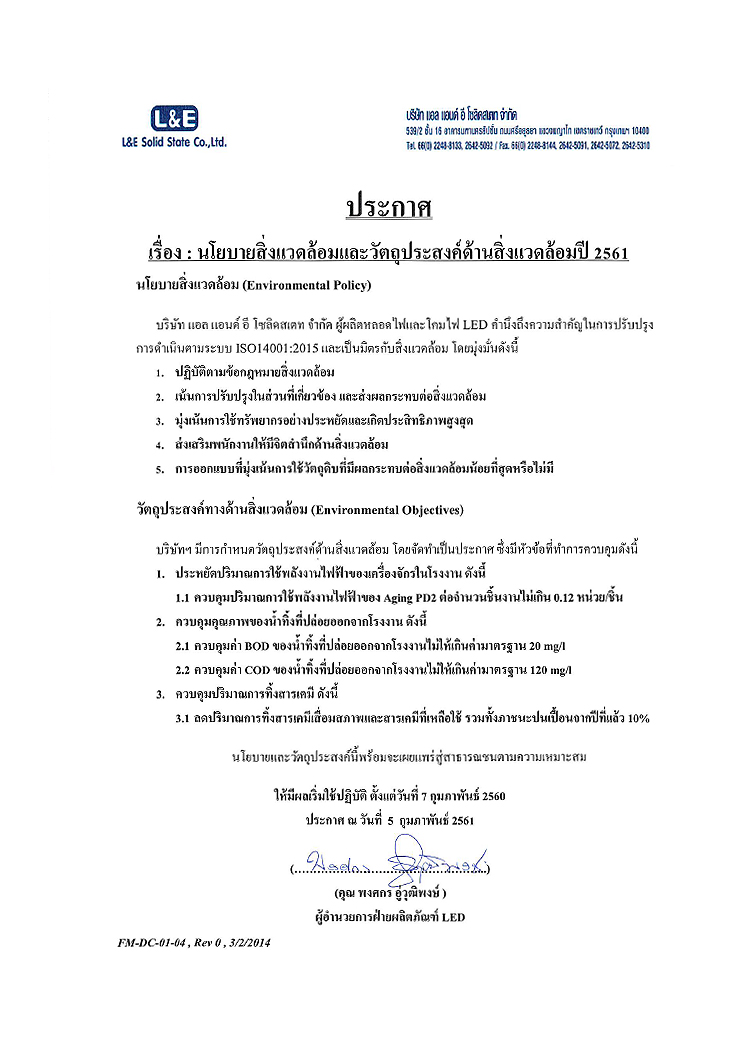 L&E
L&E Solid State Co.,Ltd.
บริษัท แอล แอนด์ อี โซลิดสเตท จำกัด
539/2 ชั้น 16 อาคารมหานครยิปซั่ม ถนนศรีอยุธยา แขวงพญาไท เขตราชเทวี กรุงเทพฯ 10400
Tel. 66(0) 2248-8133, 2642-5092 / Fax. 66(0) 2248-8144, 2642-5091, 2642-5072, 2642-5310
ประกาศ
เรื่อง : นโยบายสิ่งแวดล้อมและวัตถุประสงค์ด้านสิ่งแวดล้อมปี 2561
นโยบายสิ่งแวดล้อม (Environmental Policy)
บริษัท แอล แอนด์ อี โซลิดสเตท จำกัด ผู้ผลิตหลอดไฟและโคมไฟ LED คำนึงถึงความสำคัญในการปรับปรุง
การดำเนินตามระบบ ISO14001:2015 และเป็นมิตรกับสิ่งแวดล้อม โดยมุ่งมั่นดังนี้
1. ปฏิบัติตามข้อกฎหมายสิ่งแวดล้อม
2. เน้นการปรับปรุงในส่วนที่เกี่ยวข้อง และส่งผลกระทบต่อสิ่งแวดล้อม
3. มุ่งเน้นการใช้ทรัพยากรอย่างประหยัดและเกิดประสิทธิภาพสูงสุด
4. ส่งเสริมพนักงานให้มีจิตสำนึกด้านสิ่งแวดล้อม
5. การออกแบบที่มุ่งเน้นการใช้วัตถุดิบที่มีผลกระทบต่อสิ่งแวดล้อมน้อยที่สุดหรือไม่มี
วัตถุประสงค์ทางด้านสิ่งแวดล้อม (Environmental Objectives)
บริษัทฯ มีการกำหนดวัตถุประสงค์ด้านสิ่งแวดล้อม โดยจัดทำเป็นประกาศ ซึ่งมีหัวข้อที่ทำการควบคุมดังนี้
1. ประหยัดปริมาณการใช้พลังงานไฟฟ้าของเครื่องจักรในโรงงาน ดังนี้
1.1 ควบคุมปริมาณการใช้พลังงานไฟฟ้าของ Aging PD2 ต่อจำนวนชิ้นงานไม่เกิน 0.12 หน่วย/ชิ้น
2. ควบคุมคุณภาพของน้ำทิ้งที่ปล่อยออกจากโรงงาน ดังนี้
2.1 ควบคุมค่า BOD ของน้ำทิ้งที่ปล่อยออกจากโรงงานไม่ให้เกินค่ามาตรฐาน 20 mg/l
2.2 ควบคุมค่า COD ของน้ำทิ้งที่ปล่อยออกจากโรงงานไม่ให้เกินค่ามาตรฐาน 120 mg/l
3. ควบคุมปริมาณการทิ้งสารเคมี ดังนี้
3.1 ลดปริมาณการทิ้งสารเคมีเสื่อมสภาพและสารเคมีที่เหลือใช้ รวมทั้งภาชนะปนเปื้อนจากปีที่แล้ว 10%
นโยบายและวัตถุประสงค์นี้พร้อมจะเผยแพร่สู่สาธารณชนตามความเหมาะสม
ให้มีผลเริ่มใช้ปฏิบัติ ตั้งแต่วันที่ 7 กุมภาพันธ์ 2560
ประกาศ ณ วันที่ 5 กุมภาพันธ์ 2561
(คุณ พงศกร อู่วุฒิพงษ์ )
ผู้อำนวยการฝ่ายผลิตภัณฑ์ LED
FM-DC-01-04 , Rev 0 , 3/2/2014